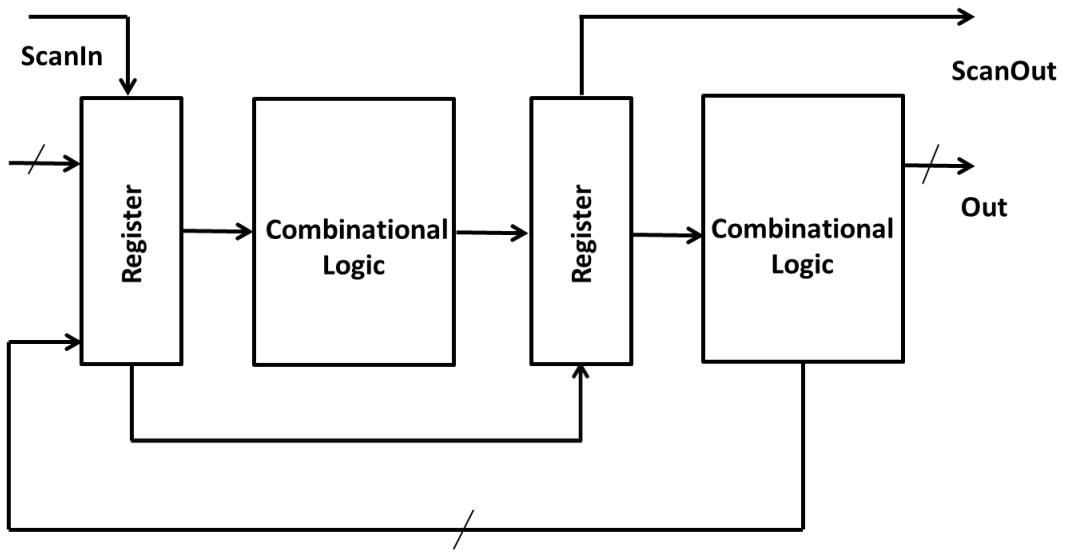 ScanIn
ScanOut
Register
Combinational
Logic
Register
Combinational
Logic
Out